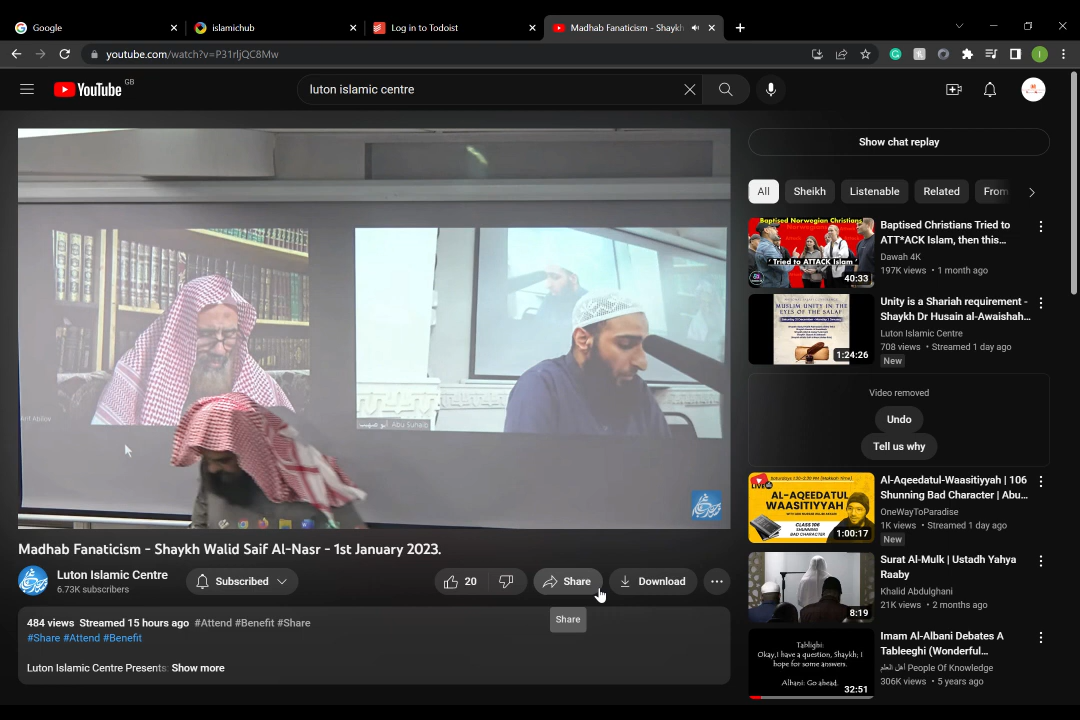 Google
islamichub
Log in to Todoist
Madhab Fanaticism - Shaykh
youtube.com/watch?v=P31rljQC8Mw
YouTube GB
luton islamic centre
Abu Suhaib أبو صهيب
Madhab Fanaticism - Shaykh Walid Saif Al-Nasr - 1st January 2023.
Luton Islamic Centre
6.73K subscribers
Subscribed
20
Share
Download
Share
484 views Streamed 15 hours ago #Attend #Benefit #Share
#Share #Attend #Benefit
Luton Islamic Centre Presents: Show more
Show chat replay
All
Sheikh
Listenable
Related
From
Baptised Norwegian Christians
Tried to ATTACK Islam
40:33
Baptised Christians Tried to
ATT*ACK Islam, then this...
Dawah 4K
197K views • 1 month ago
MUSLIM UNITY IN THE
EYES OF THE SALAF
1:24:26
Unity is a Shariah requirement -
Shaykh Dr Husain al-Awaishah...
Luton Islamic Centre
708 views • Streamed 1 day ago
New
Video removed
Undo
Tell us why
LIVE
AL-AQEEDATUL
WAASITIYYAH
CLASS 106
SHUNNING BAD
CHARACTER
1:00:17
Al-Aqeedatul-Waasitiyyah | 106
Shunning Bad Character | Abu...
OneWayToParadise
1K views • Streamed 1 day ago
New
8:19
Surat Al-Mulk | Ustadh Yahya
Raaby
Khalid Abdulghani
21K views • 2 months ago
Tablighi:
Okay,I have a question, Shaykh; I
hope for some answers.
Albani: Go ahead.
32:51
Imam Al-Albani Debates A
Tableeghi (Wonderful...
أهل العلم People Of Knowledge
306K views • 5 years ago